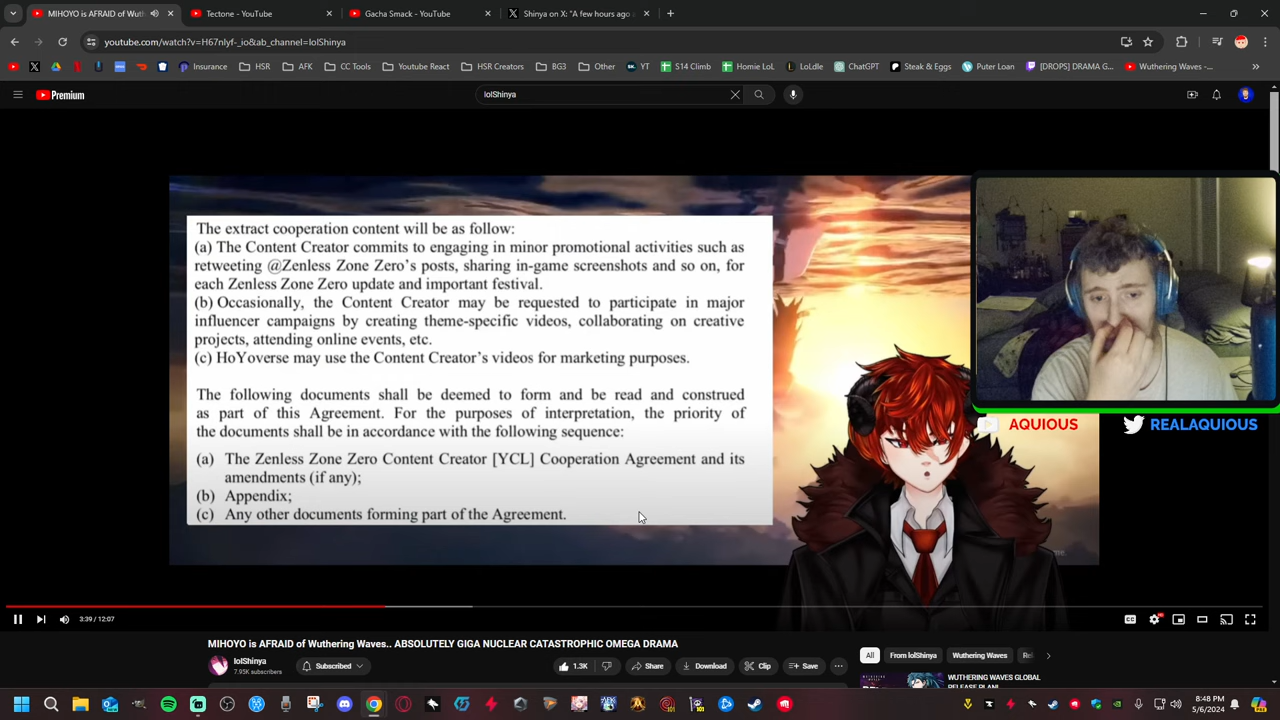 MIHOYO is AFRAID of Wuthering
Tectone - YouTube
Gacha Smack - YouTube
Shinya on X: "A few hours ago
youtube.com/watch?v=H67nIyf-_io&ab_channel=lolShinya
Insurance
HSR
AFK
CC Tools
Youtube React
HSR Creators
BG3
Other
YT
S14 Climb
Homie LoL
LoLdle
ChatGPT
Steak & Eggs
Puter Loan
[DROPS] DRAMA G...
Wuthering Waves -...
Premium
lolShinya
The extract cooperation content will be as follow:
(a) The Content Creator commits to engaging in minor promotional activities such as
retweeting @Zenless Zone Zero's posts, sharing in-game screenshots and so on, for
each Zenless Zone Zero update and important festival.
(b) Occasionally, the Content Creator may be requested to participate in major
influencer campaigns by creating theme-specific videos, collaborating on creative
projects, attending online events, etc.
(c) HoYoverse may use the Content Creator's videos for marketing purposes.
The following documents shall be deemed to form and be read and construed
as part of this Agreement. For the purposes of interpretation, the priority of
the documents shall be in accordance with the following sequence:
(a) The Zenless Zone Zero Content Creator [YCL] Cooperation Agreement and its
amendments (if any);
(b) Appendix;
(c) Any other documents forming part of the Agreement.
AQUIOUS
REALAQUIOUS
3:39 / 12:07
MIHOYO is AFRAID of Wuthering Waves.. ABSOLUTELY GIGA NUCLEAR CATASTROPHIC OMEGA DRAMA
lolShinya
7.95K subscribers
Subscribed
1.3K
Share
Download
Clip
Save
All
From lolShinya
Wuthering Waves
WUTHERING WAVES GLOBAL
RELEASE PLAN!
8:48 PM
5/6/2024